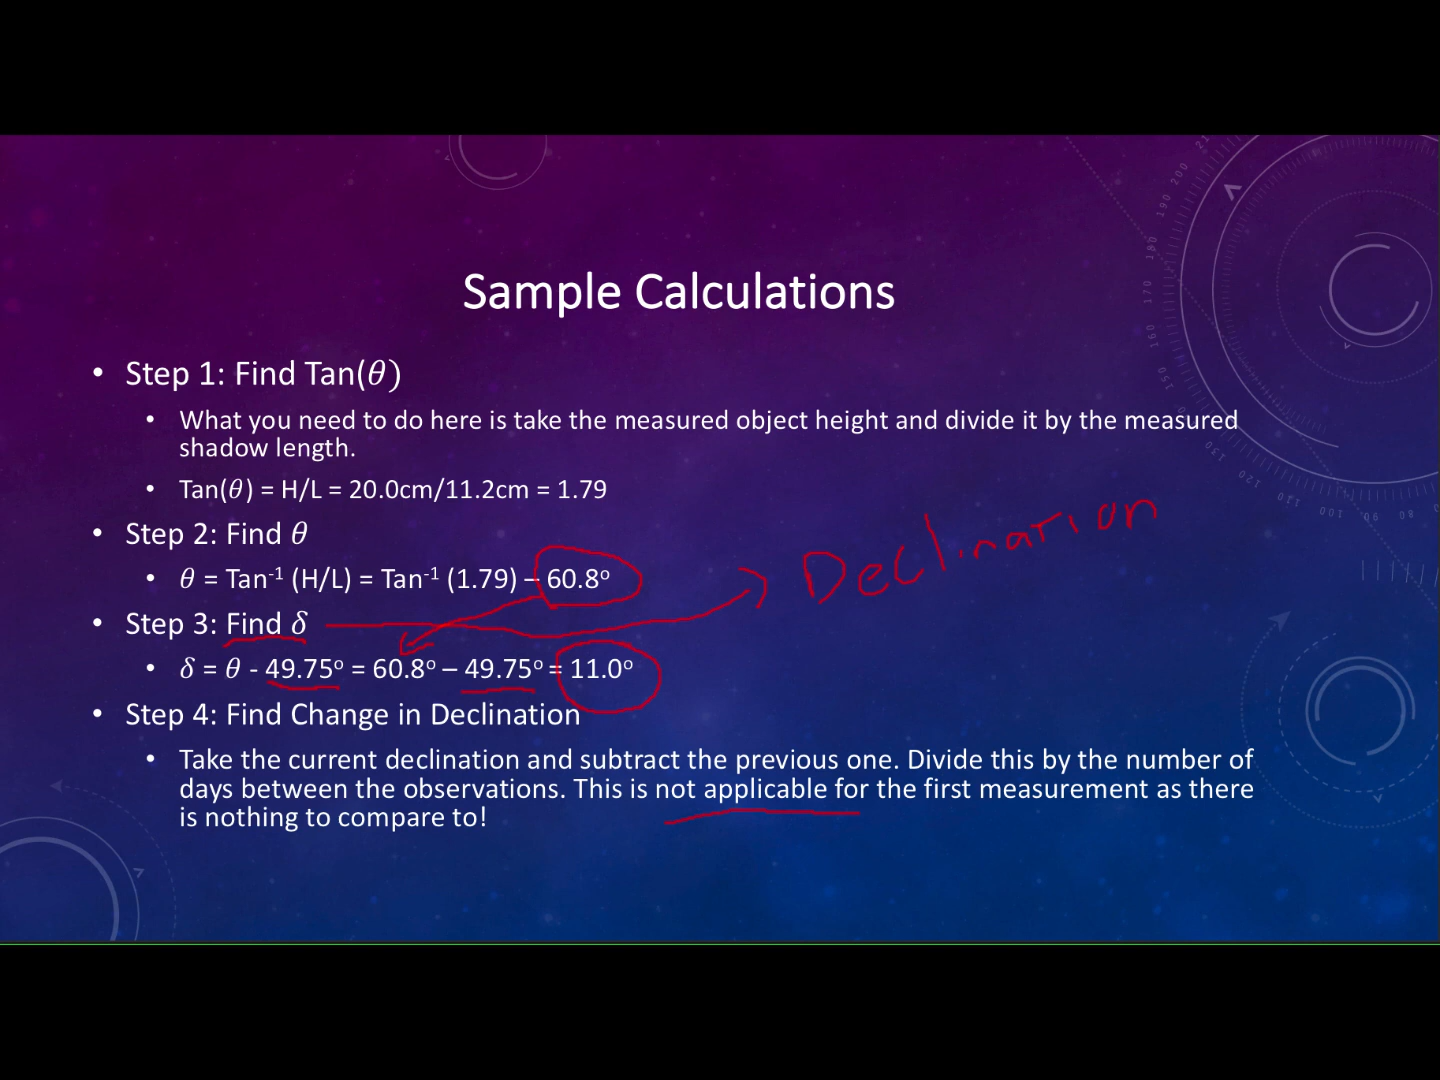 Sample Calculations
• Step 1: Find Tan(θ)
• What you need to do here is take the measured object height and divide it by the measured
shadow length.
• Tan(θ) = H/L = 20.0cm/11.2cm = 1.79
• Step 2: Find θ
• θ = Tan⁻¹ (H/L) = Tan⁻¹ (1.79) – 60.8°
Declination
• Step 3: Find δ
• δ = θ - 49.75° = 60.8° – 49.75° = 11.0°
• Step 4: Find Change in Declination
• Take the current declination and subtract the previous one. Divide this by the number of
days between the observations. This is not applicable for the first measurement as there
is nothing to compare to!